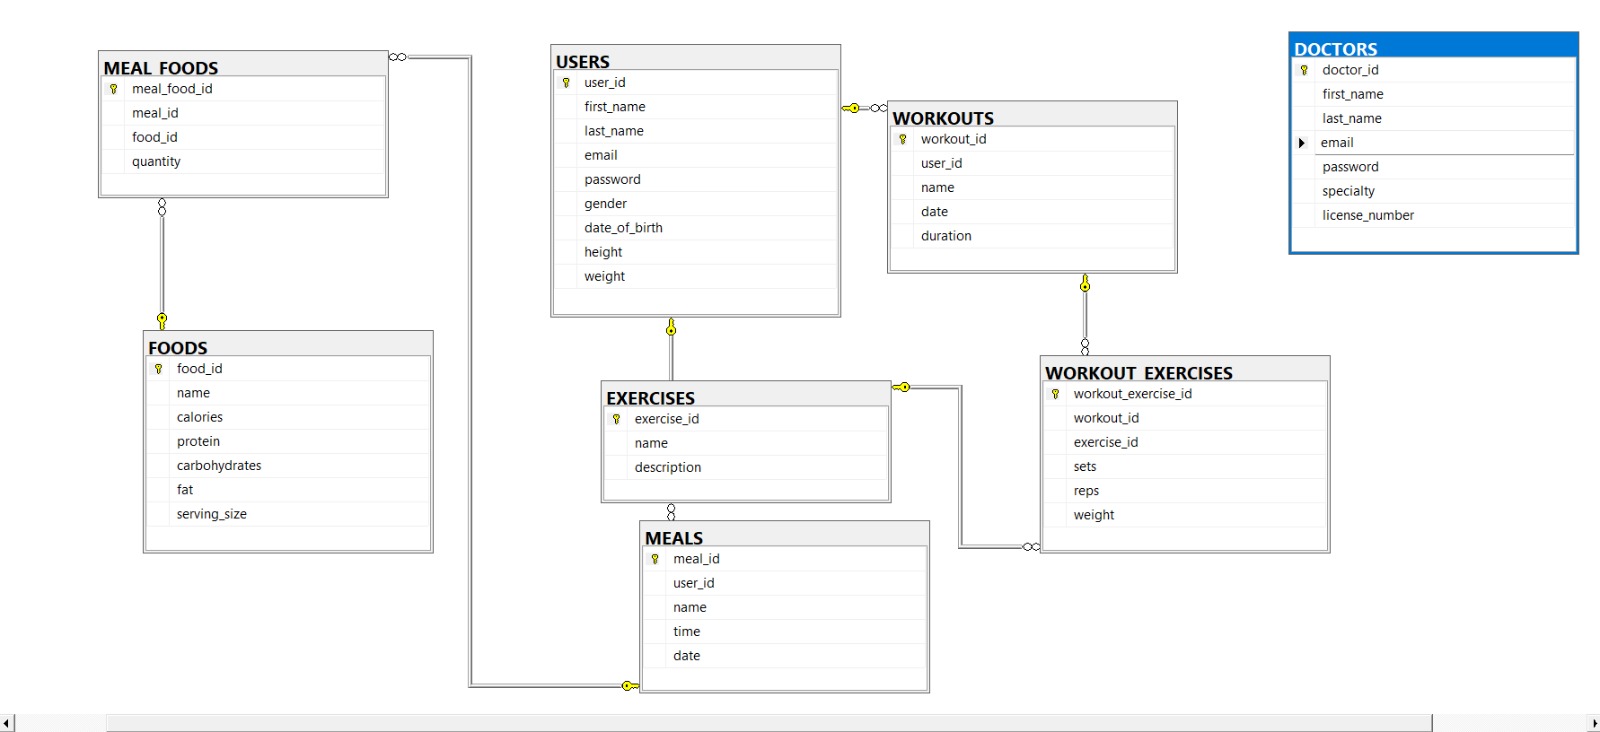 MEAL_FOODS
meal_food_id
meal_id
food_id
quantity
FOODS
food_id
name
calories
protein
carbohydrates
fat
serving_size
USERS
user_id
first_name
last_name
email
password
gender
date_of_birth
height
weight
EXERCISES
exercise_id
name
description
MEALS
meal_id
user_id
name
time
date
WORKOUTS
workout_id
user_id
name
date
duration
WORKOUT_EXERCISES
workout_exercise_id
workout_id
exercise_id
sets
reps
weight
DOCTORS
doctor_id
first_name
last_name
email
password
specialty
license_number